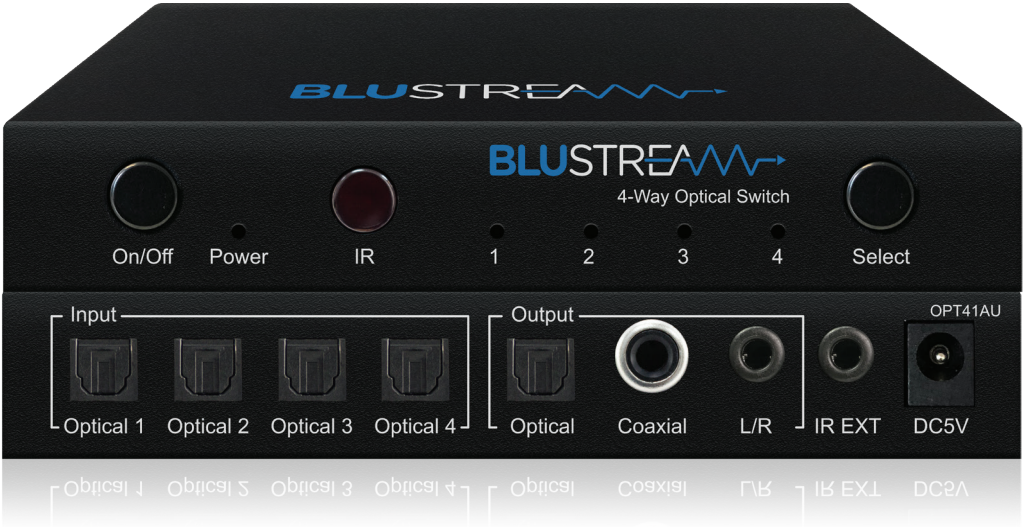 BLUSTREAM
BLUSTREAM
4-Way Optical Switch
On/Off Power IR 1 2 3 4 Select
Input Output OPT41AU
Optical 1 Optical 2 Optical 3 Optical 4 Optical Coaxial L/R IR EXT DC5V